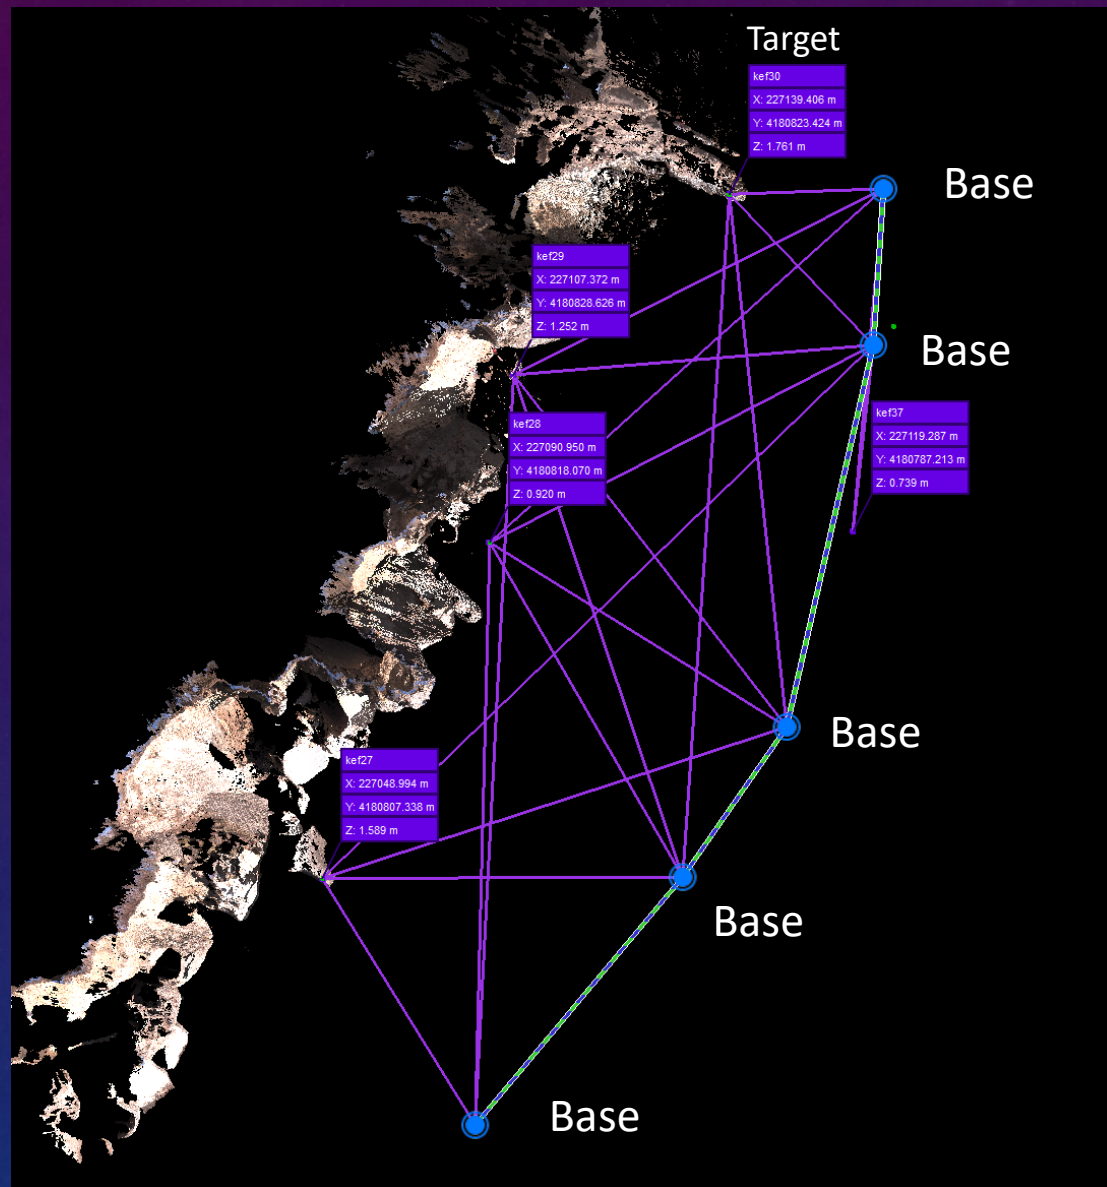 Target
kef30
X: 227139.406 m
Y: 4180823.424 m
Z: 1.761 m
Base
kef29
X: 227107.372 m
Y: 4180828.626 m
Z: 1.252 m
Base
kef28
X: 227090.950 m
Y: 4180818.070 m
Z: 0.920 m
kef37
X: 227119.287 m
Y: 4180787.213 m
Z: 0.739 m
Base
kef27
X: 227048.994 m
Y: 4180807.338 m
Z: 1.589 m
Base
Base